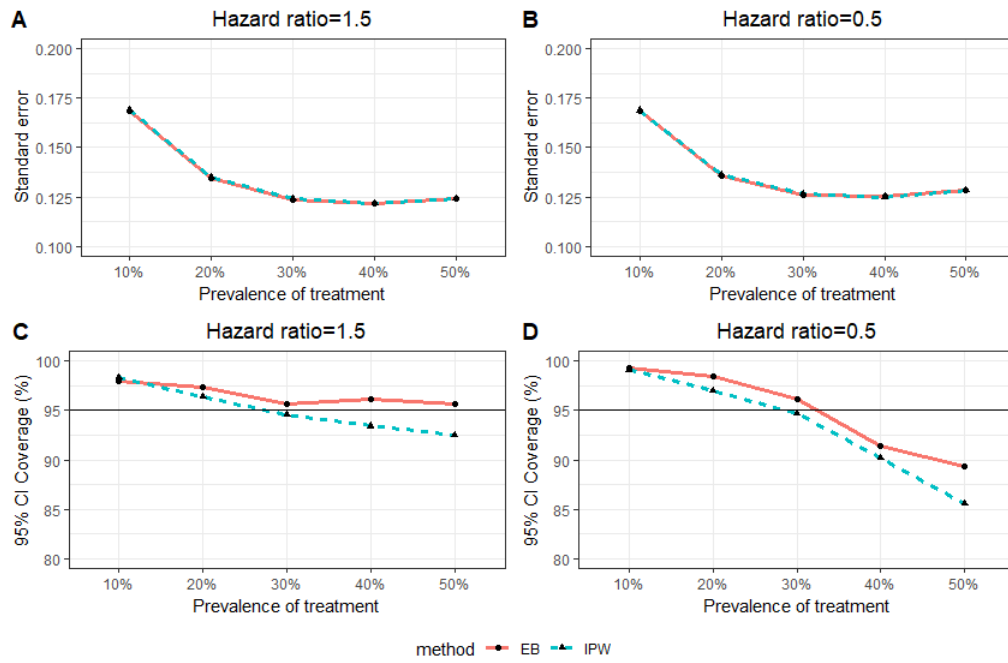 A Hazard ratio=1.5
Standard error
0.200
0.175
0.150
0.125
0.100
10% 20% 30% 40% 50%
Prevalence of treatment
B Hazard ratio=0.5
Standard error
0.200
0.175
0.150
0.125
0.100
10% 20% 30% 40% 50%
Prevalence of treatment
C Hazard ratio=1.5
95% CI Coverage (%)
100
95
90
85
80
10% 20% 30% 40% 50%
Prevalence of treatment
D Hazard ratio=0.5
95% CI Coverage (%)
100
95
90
85
80
10% 20% 30% 40% 50%
Prevalence of treatment
method EB IPW